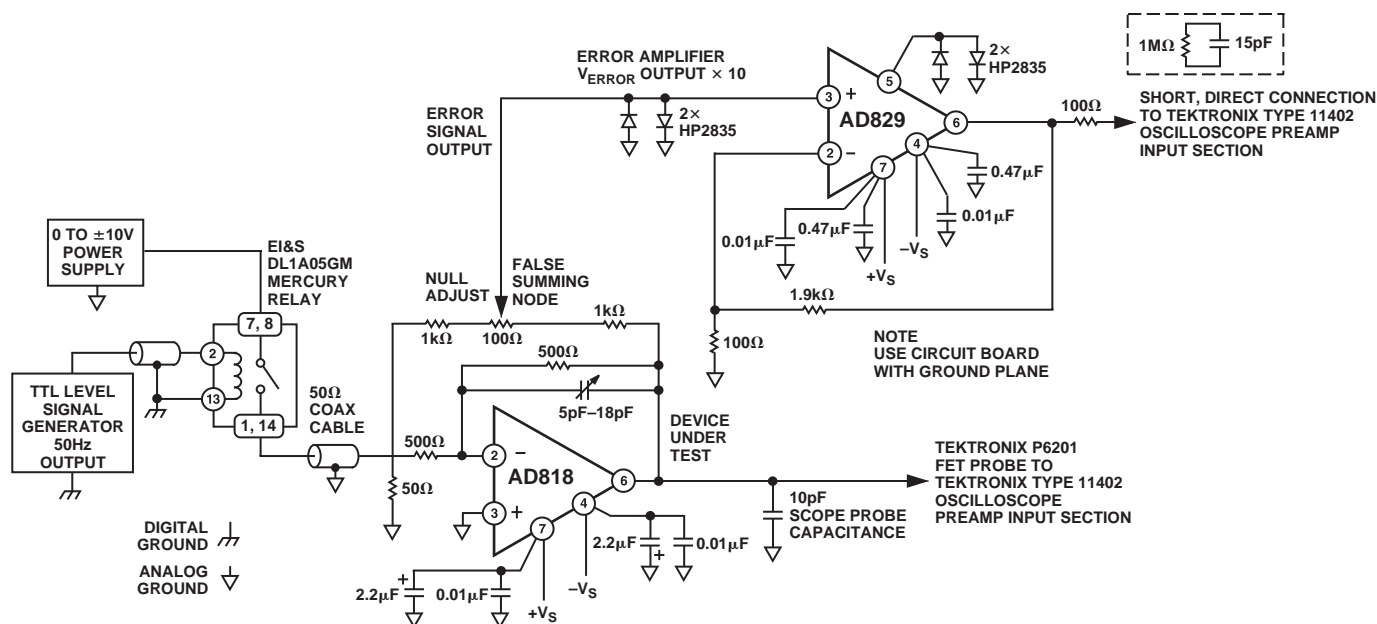 1MΩ
15pF
ERROR AMPLIFIER
VERROR OUTPUT × 10
2×
HP2835
ERROR
SIGNAL
OUTPUT
2×
HP2835
5
3
+
AD829
6
2
−
4
7
100Ω
SHORT, DIRECT CONNECTION
TO TEKTRONIX TYPE 11402
OSCILLOSCOPE PREAMP
INPUT SECTION
0.47μF
0.01μF
0.01μF
0.47μF
−VS
+VS
0 TO ±10V
POWER
SUPPLY
EI&S
DL1A05GM
MERCURY
RELAY
7, 8
2
13
1, 14
TTL LEVEL
SIGNAL
GENERATOR
50Hz
OUTPUT
50Ω
COAX
CABLE
NULL
ADJUST
FALSE
SUMMING
NODE
1kΩ
100Ω
1kΩ
1.9kΩ
100Ω
NOTE
USE CIRCUIT BOARD
WITH GROUND PLANE
500Ω
5pF–18pF
DEVICE
UNDER
TEST
500Ω
50Ω
2
−
AD818
6
3
+
4
7
TEKTRONIX P6201
FET PROBE TO
TEKTRONIX TYPE 11402
OSCILLOSCOPE
PREAMP INPUT SECTION
10pF
SCOPE PROBE
CAPACITANCE
2.2μF
+
0.01μF
+
2.2μF
0.01μF
−VS
+VS
DIGITAL
GROUND
ANALOG
GROUND